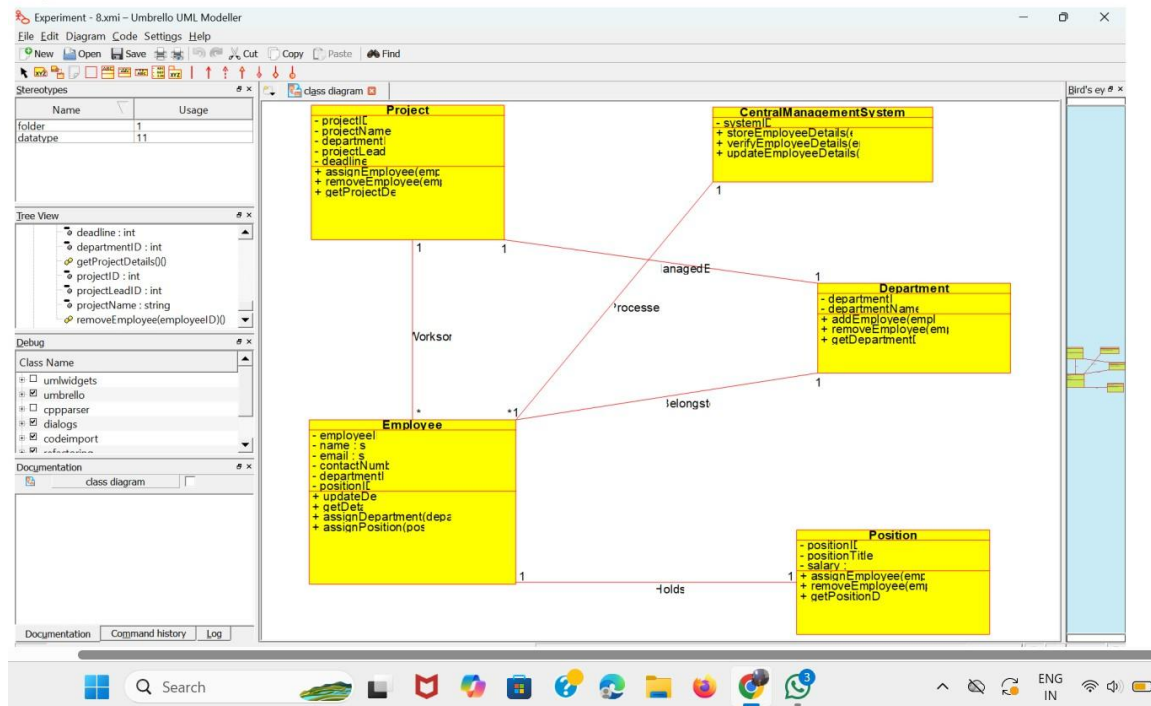 Experiment - 8.xmi – Umbrello UML Modeller
File Edit Diagram Code Settings Help
New Open Save Cut Copy Paste Find
Stereotypes
Name Usage
folder 1
datatype 11
Tree View
deadline : int
departmentID : int
getProjectDetails()()
projectID : int
projectLeadID : int
projectName : string
removeEmployee(employeeID)()
Debug
Class Name
umlwidgets
umbrello
cppparser
dialogs
codeimport
refactoring
Documentation
class diagram
Documentation Command history Log
class diagram
Project
- projectI
- projectName
- department
- projectLead
- deadline
+ assignEmployee(emp
+ removeEmployee(em
+ getProjectDe
CentralManagementSystem
- systemI
+ storeEmployeeDetails(
+ verifyEmployeeDetails(e
+ updateEmployeeDetails(
1
1
1
anagedE
1
Processe
Department
- department
- departmentName
+ addEmployee(empl
+ removeEmployee(em
+ getDepartment
1
Worksor
Belongst
*
*1
Employee
- employeeI
- name : s
- email : s
- contactNum
- department
- positionI
+ updateDe
+ getDeta
+ assignDepartment(depa
+ assignPosition(pos
1
Holds
1
Position
- positionI
- positionTitle
- salary :
+ assignEmployee(emp
+ removeEmployee(em
+ getPositionD
Bird's ey
Search
3
ENG
IN